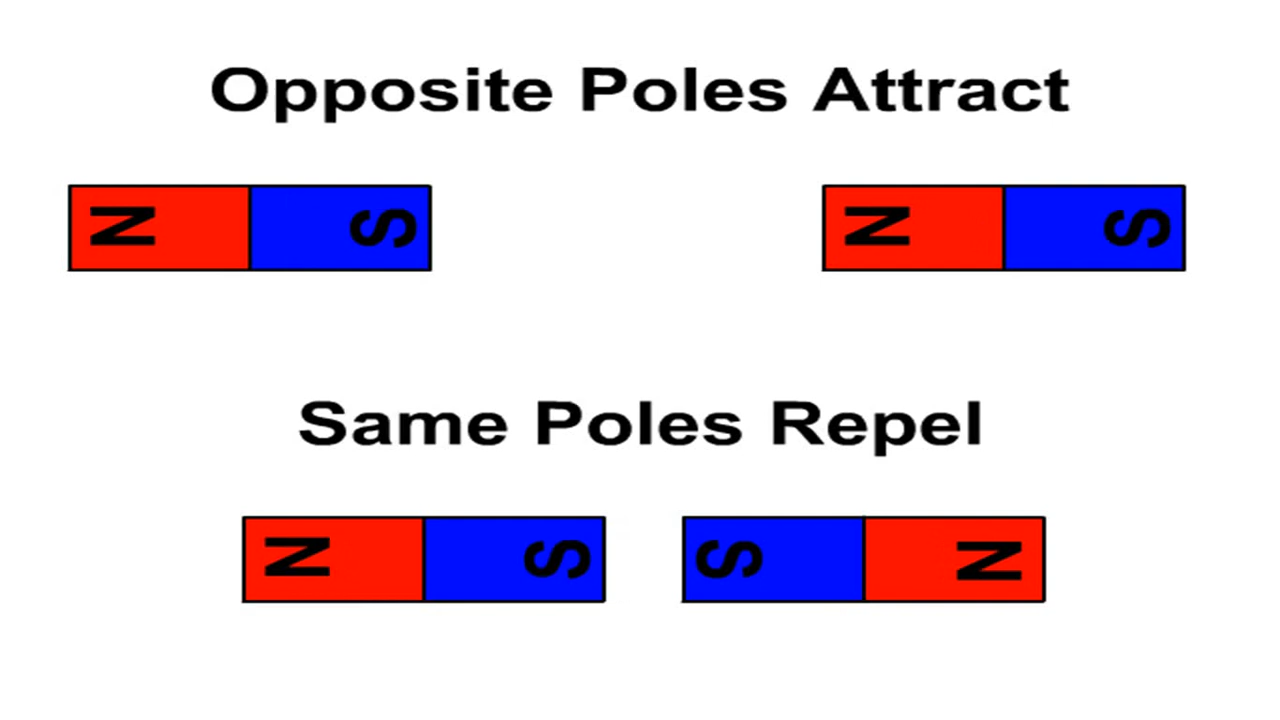 Opposite Poles Attract
N S N S
Same Poles Repel
N S S N